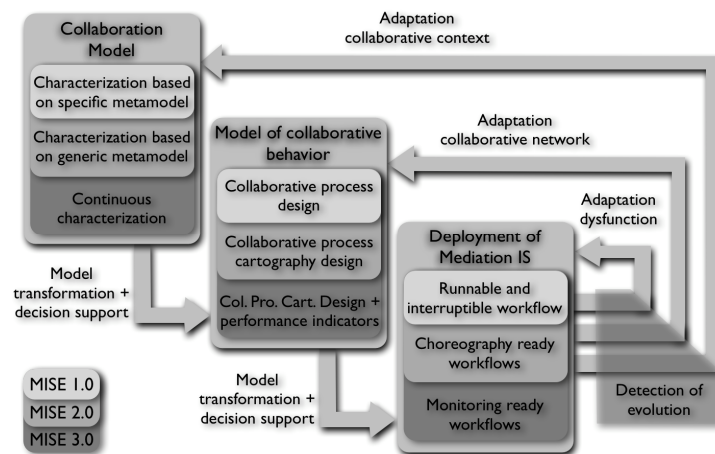 Adaptation
collaborative context
Collaboration
Model
Characterization based
on specific metamodel
Characterization based
on generic metamodel
Continuous
characterization
Adaptation
collaborative network
Model of collaborative
behavior
Collaborative process
design
Collaborative process
cartography design
Col. Pro. Cart. Design +
performance indicators
Adaptation
dysfunction
Deployment of
Mediation IS
Runnable and
interruptible workflow
Choreography ready
workflows
Monitoring ready
workflows
Model
transformation +
decision support
Model
transformation +
decision support
Detection of
evolution
MISE 1.0
MISE 2.0
MISE 3.0